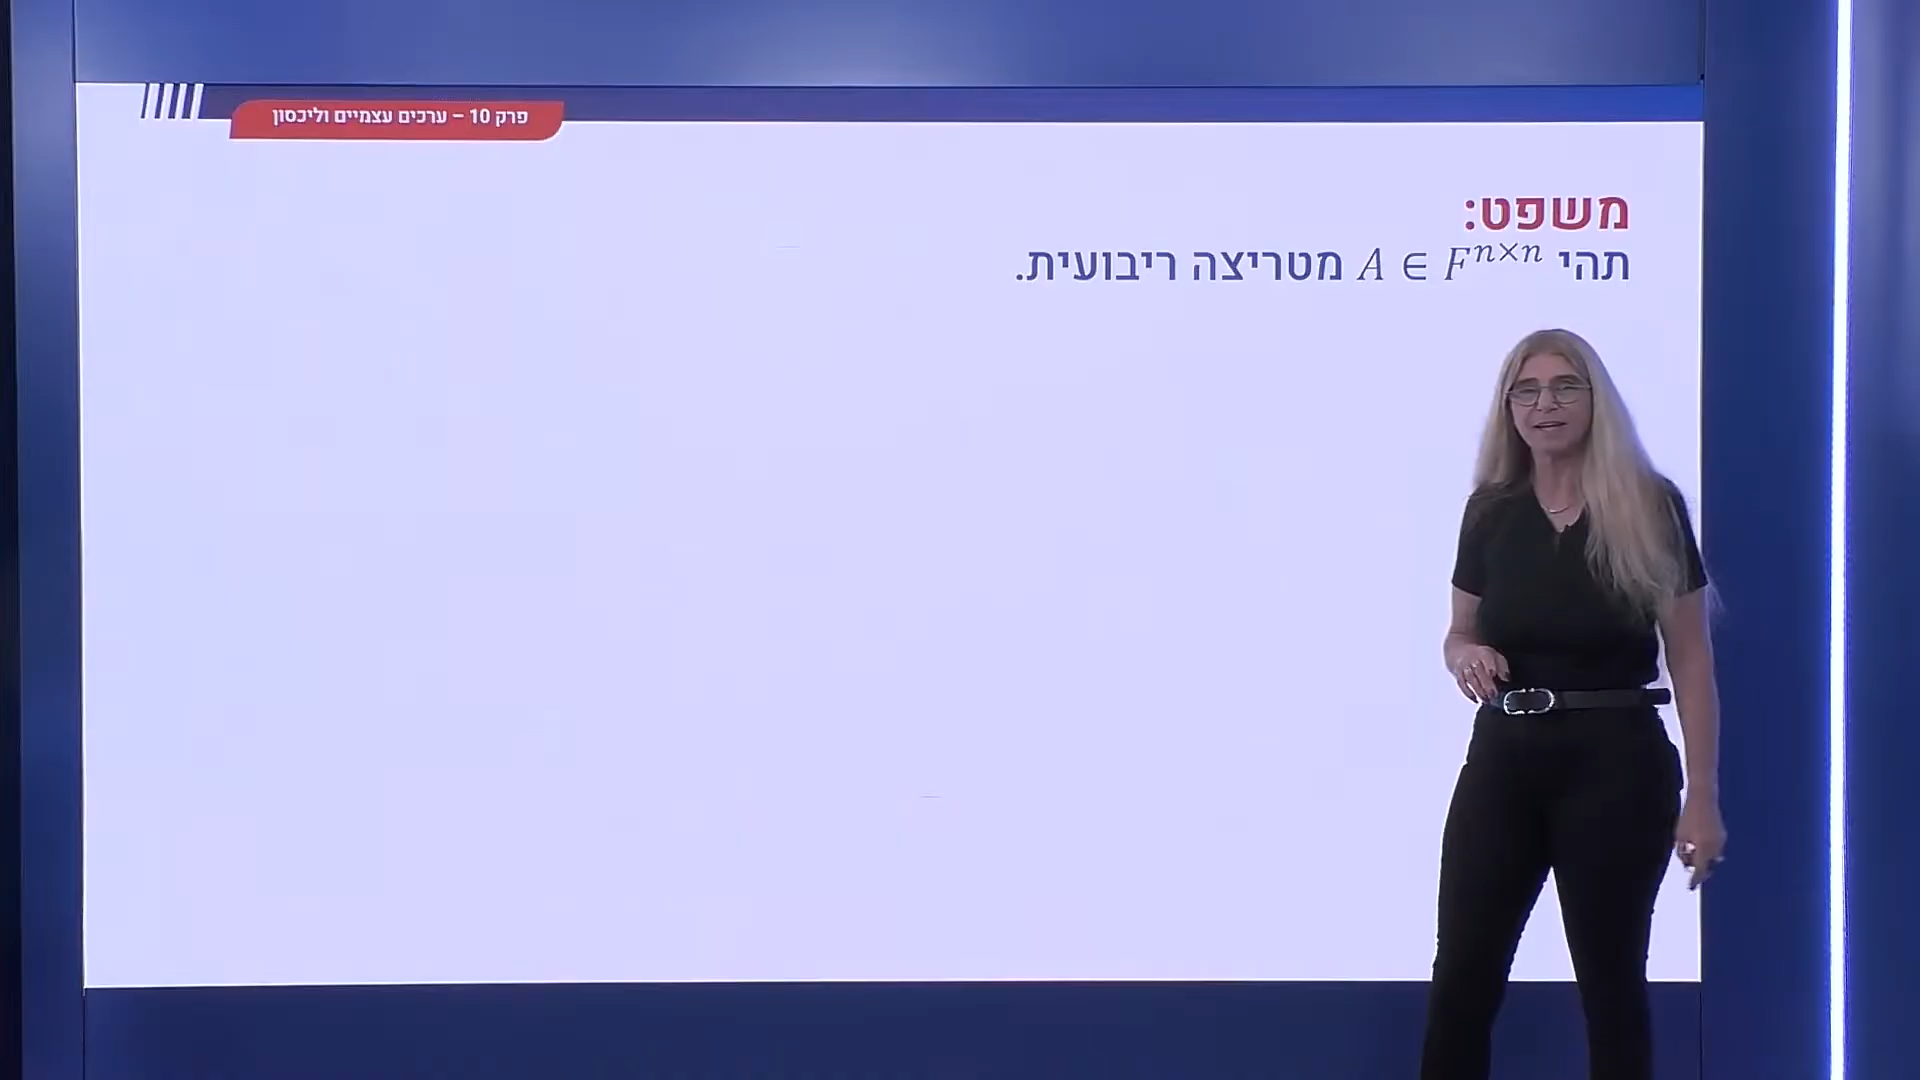 פרק 10 – ערכים עצמיים וליכסון
משפט:
תהי A ∈ F^{n×n} מטריצה ריבועית.